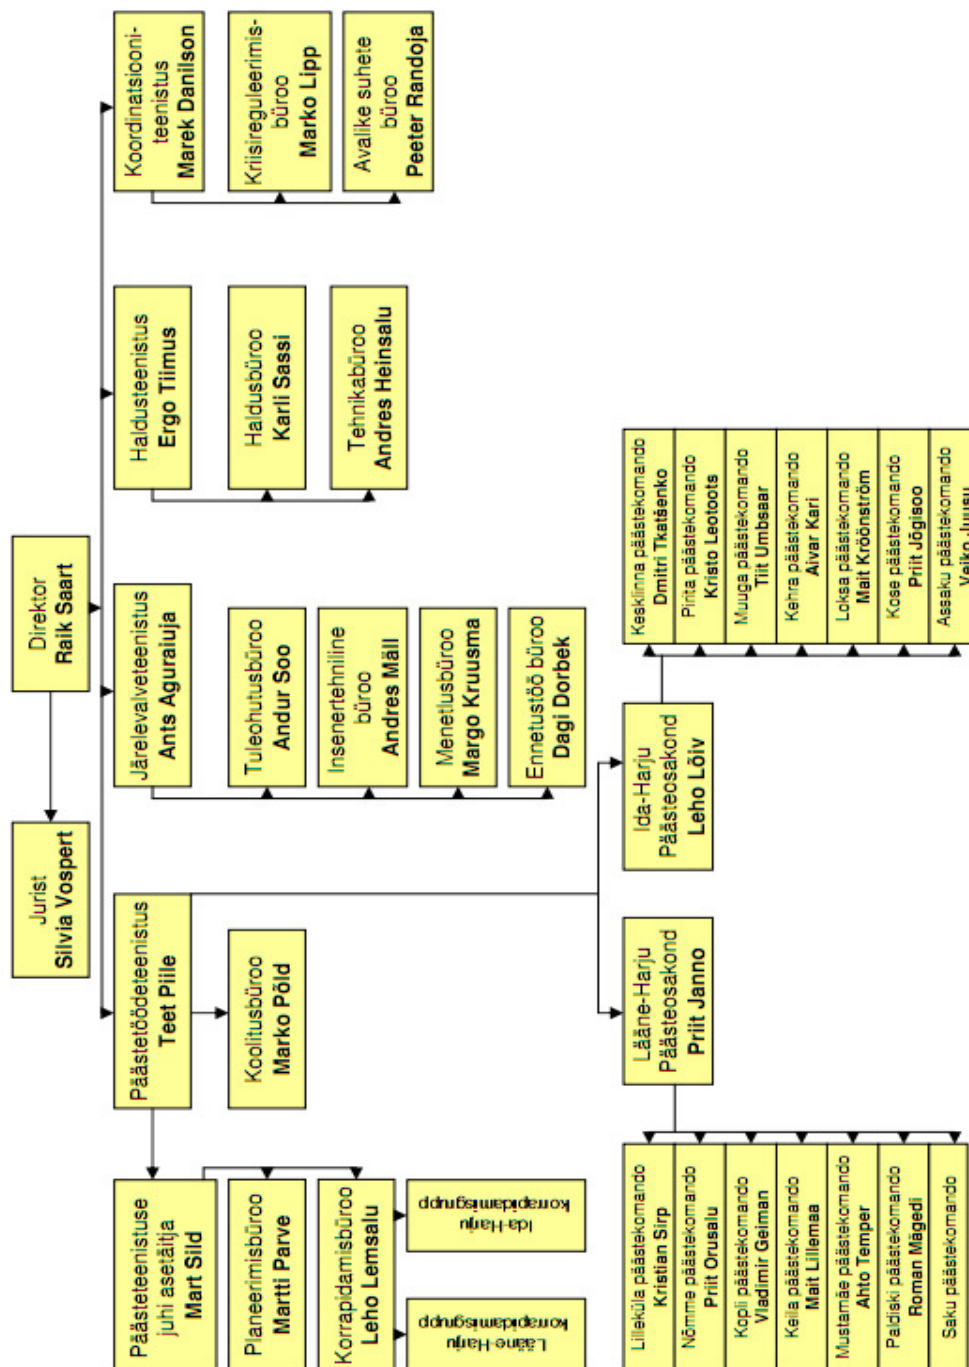 Direktor
Raik Saart
Jurist
Silvia Vospert
Päästetöödeteenistus
Teet Piile
Järelevalveteenistus
Ants Aguraiuja
Haldusteenistus
Ergo Tiimus
Koordinatsiooni-
teenistus
Marek Danilson
Päästeteenistuse
juhi asetäitja
Mart Sild
Planeerimisbüroo
Martti Parve
Korrapidamisbüroo
Leho Lemsalu
Lääne-Harju
korrapidamisgrupp
Ida-Harju
korrapidamisgrupp
Koolitusbüroo
Marko Põld
Tuleohutusbüroo
Andur Soo
Insenertehniline
büroo
Andres Mäll
Menetlusbüroo
Margo Kruusma
Ennetustöö büroo
Dagi Dorbek
Haldusbüroo
Karli Sassi
Tehnikabüroo
Andres Heinsalu
Kriisireguleerimis-
büroo
Marko Lipp
Avalike suhete
büroo
Peeter Randoja
Lääne-Harju
Päästeosakond
Priit Janno
Ida-Harju
Päästeosakond
Leho Lõiv
Lilleküla päästekomando
Kristian Sirp
Nõmme päästekomando
Priit Orusalu
Kopli päästekomando
Vladimir Geiman
Keila päästekomando
Mait Lillemaa
Mustamäe päästekomando
Ahto Temper
Paldiski päästekomando
Roman Mägedi
Saku päästekomando
Kesklinna päästekomando
Dmitri Tkatšenko
Pirita päästekomando
Kristo Leotoots
Muuga päästekomando
Tiit Umbsaar
Kehra päästekomando
Aivar Kari
Loksa päästekomando
Mait Kröönström
Kose päästekomando
Priit Jõgisoo
Assaku päästekomando
Veiko Juusu